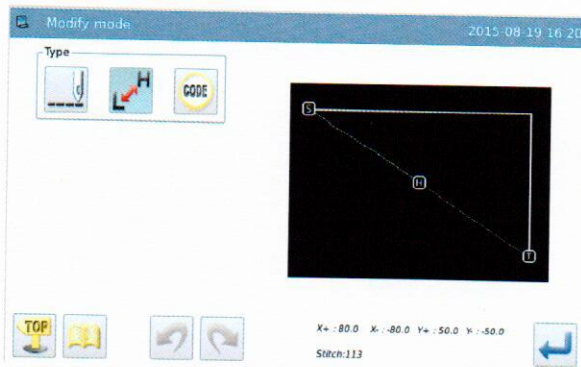 Modify mode 2015-08-19 16 20
Type
L H
CODE
S
H
T
TOP
X+ : 80.0 X- : -80.0 Y+ : 50.0 Y- : -50.0
Stitch:113